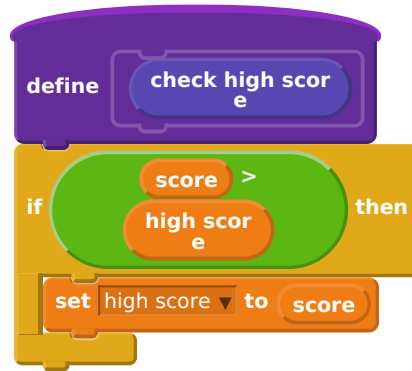 define check high scor
e
if score > then
high scor
e
set high score ▼ to score